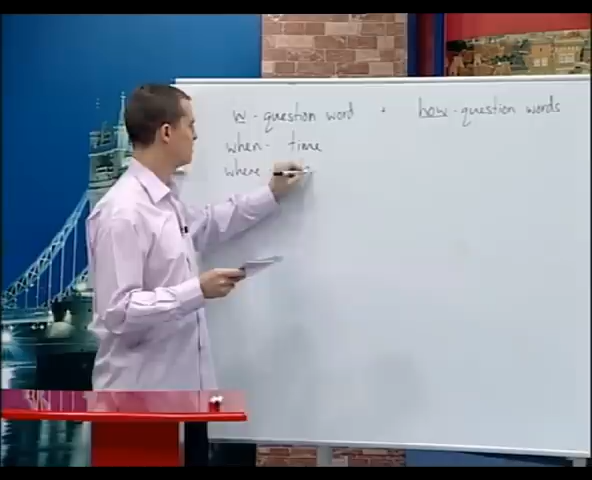 w - question word + how - question words
when - time
where